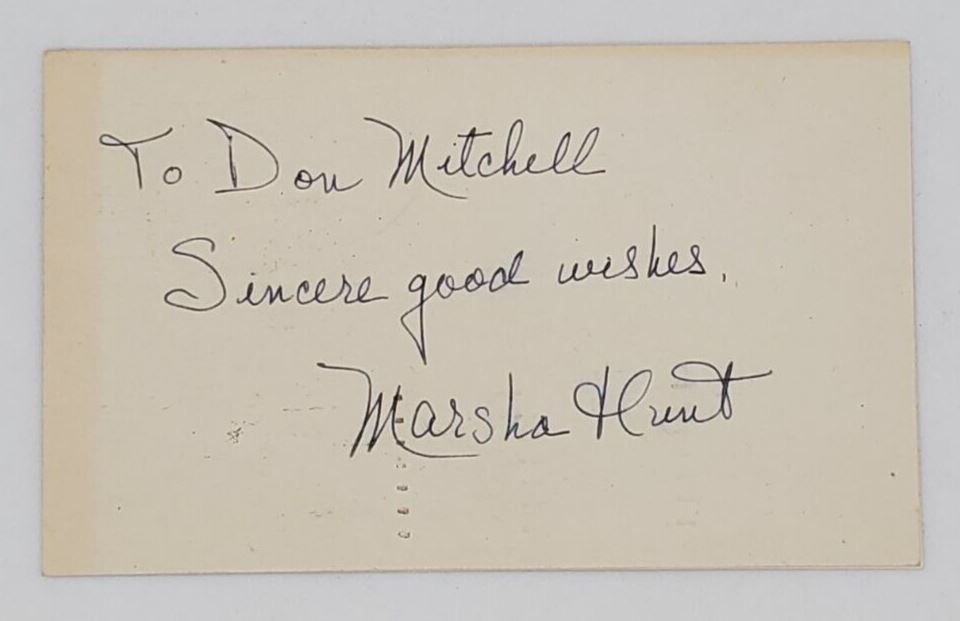 To Don Mitchell
Sincere good wishes,
Marsha Hunt